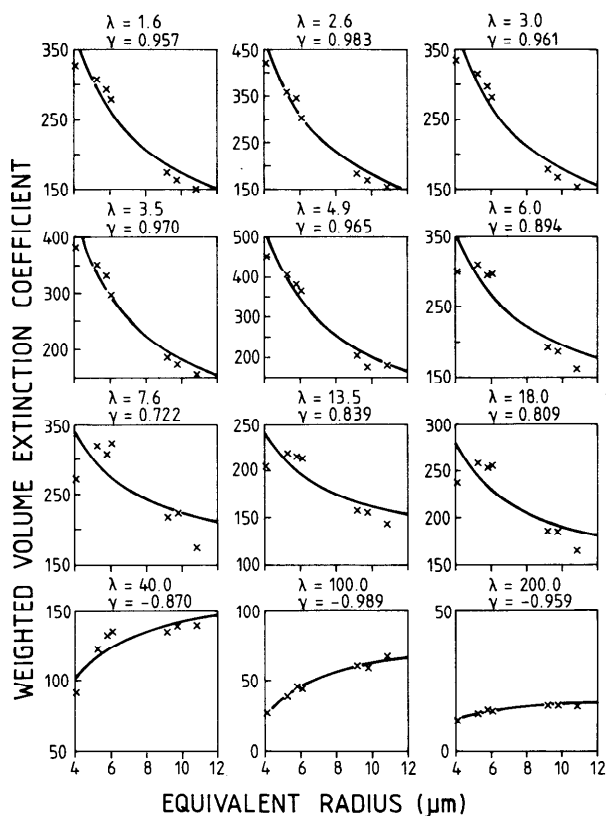 λ = 1.6 λ = 2.6 λ = 3.0
γ = 0.957 γ = 0.983 γ = 0.961
350 450 350
350
250 250
250
150 150 150
λ = 3.5 λ = 4.9 λ = 6.0
γ = 0.970 γ = 0.965 γ = 0.894
400 500 350
400
300
300 250
200
200
150
λ = 7.6 λ = 13.5 λ = 18.0
γ = 0.722 γ = 0.839 γ = 0.809
350 250 300
200 250
250
150 200
150 100 150
λ = 40.0 λ = 100.0 λ = 200.0
γ = −0.870 γ = −0.989 γ = −0.959
150 100 50
100 50
50 0 0
4 6 8 10 12 4 6 8 10 12 4 6 8 10 12
WEIGHTED VOLUME EXTINCTION COEFFICIENT
EQUIVALENT RADIUS (μm)